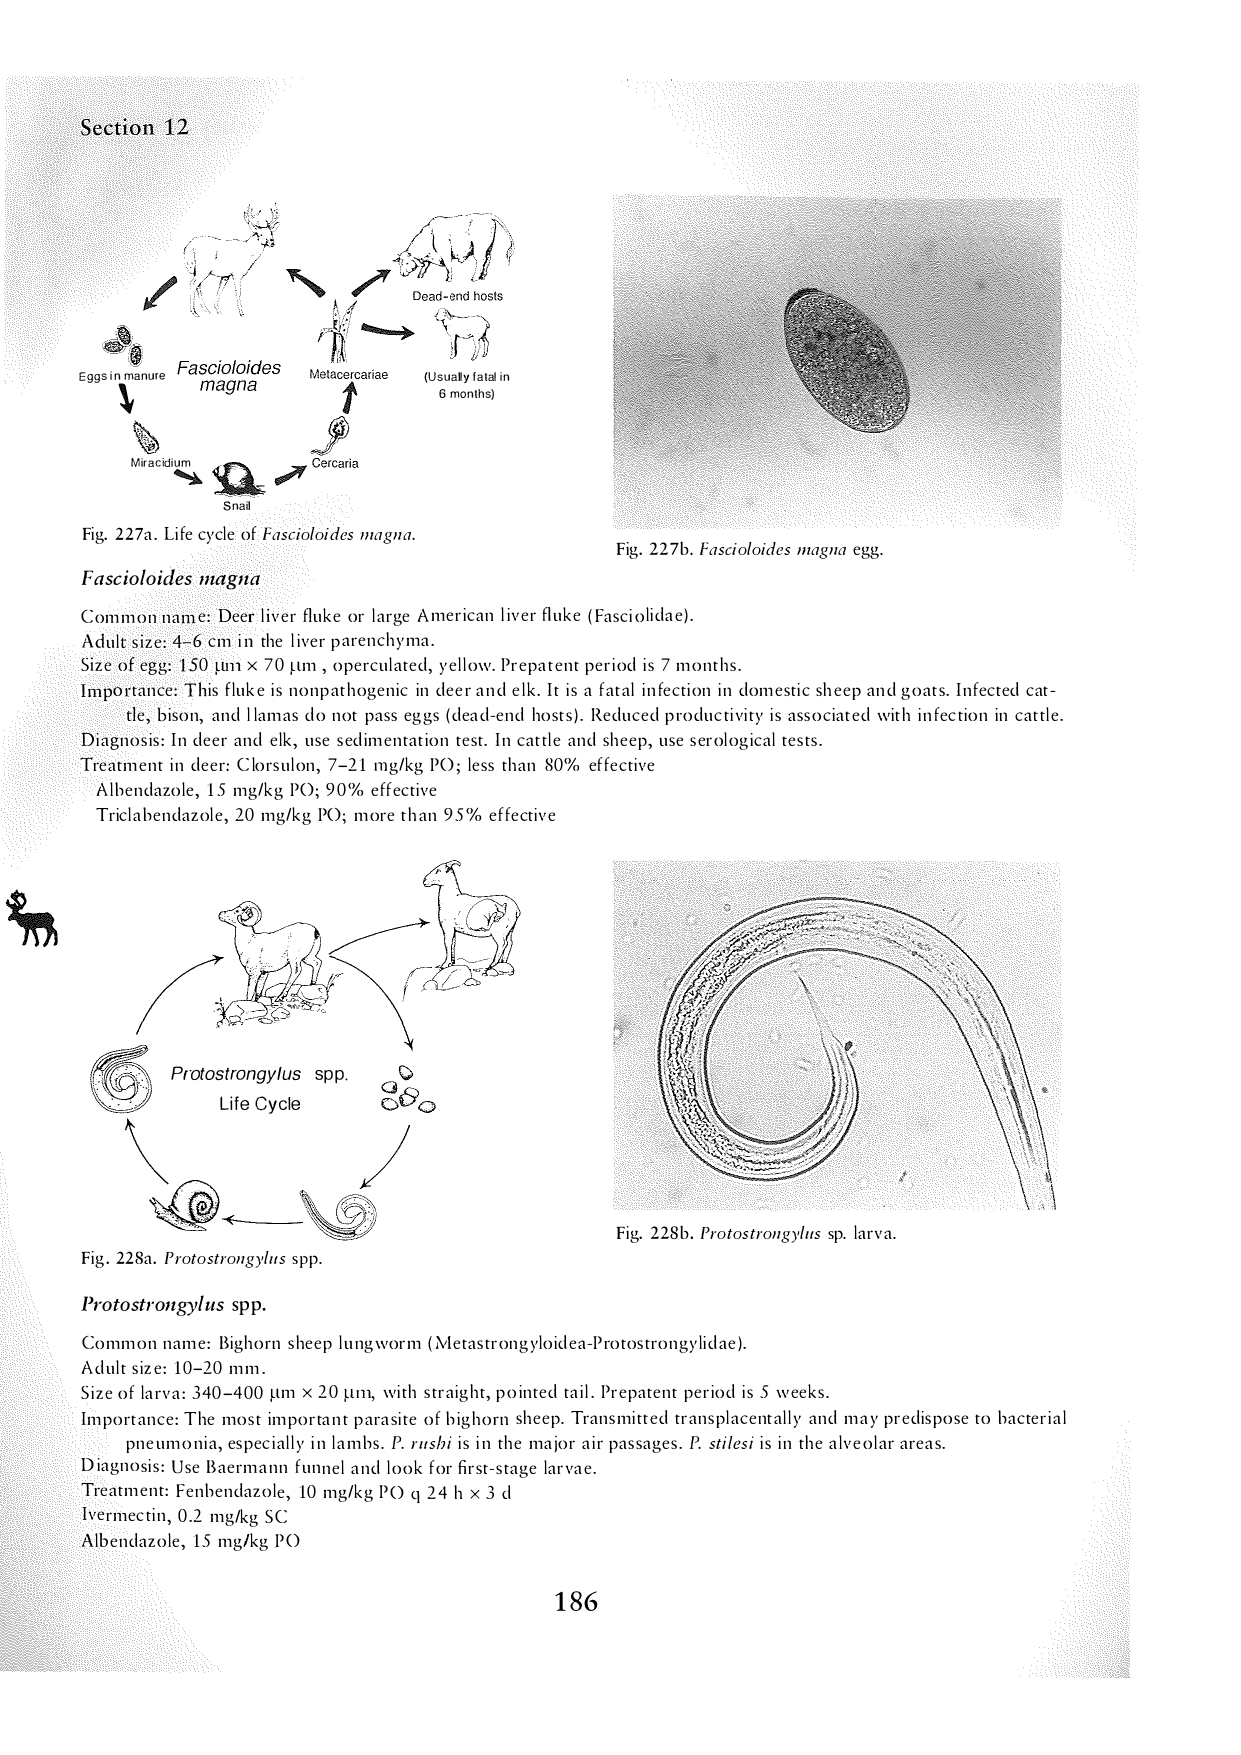 Section 12
Dead-end hosts
Eggs in manure
Fascioloides
magna
Metacercariae
(Usually fatal in
6 months)
Miracidium
Cercaria
Snail
Fig. 227a. Life cycle of Fascioloides magna.
Fig. 227b. Fascioloides magna egg.
Fascioloides magna
Common name: Deer liver fluke or large American liver fluke (Fasciolidae).
Adult size: 4–6 cm in the liver parenchyma.
Size of egg: 150 μm × 70 μm , operculated, yellow. Prepatent period is 7 months.
Importance: This fluke is nonpathogenic in deer and elk. It is a fatal infection in domestic sheep and goats. Infected cat-
tle, bison, and llamas do not pass eggs (dead-end hosts). Reduced productivity is associated with infection in cattle.
Diagnosis: In deer and elk, use sedimentation test. In cattle and sheep, use serological tests.
Treatment in deer: Clorsulon, 7–21 mg/kg PO; less than 80% effective
Albendazole, 15 mg/kg PO; 90% effective
Triclabendazole, 20 mg/kg PO; more than 95% effective
Protostrongylus spp.
Life Cycle
Fig. 228a. Protostrongylus spp.
Fig. 228b. Protostrongylus sp. larva.
Protostrongylus spp.
Common name: Bighorn sheep lungworm (Metastrongyloidea-Protostrongylidae).
Adult size: 10–20 mm.
Size of larva: 340–400 μm × 20 μm, with straight, pointed tail. Prepatent period is 5 weeks.
Importance: The most important parasite of bighorn sheep. Transmitted transplacentally and may predispose to bacterial
pneumonia, especially in lambs. P. rushi is in the major air passages. P. stilesi is in the alveolar areas.
Diagnosis: Use Baermann funnel and look for first-stage larvae.
Treatment: Fenbendazole, 10 mg/kg PO q 24 h × 3 d
Ivermectin, 0.2 mg/kg SC
Albendazole, 15 mg/kg PO
186